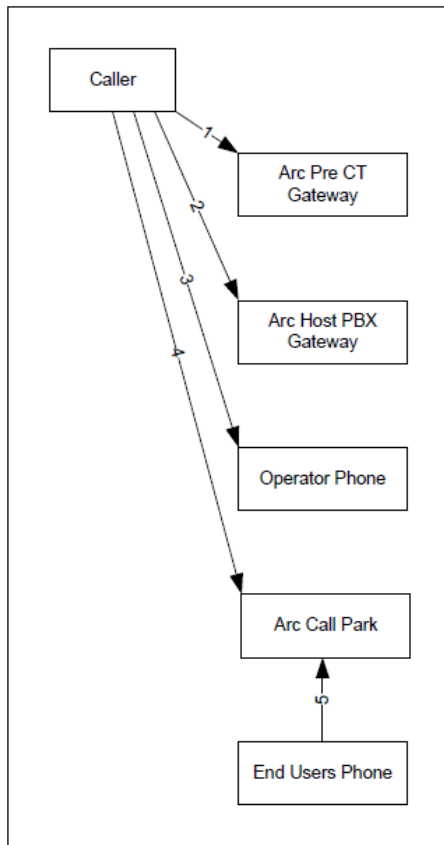 Caller
1
Arc Pre CT
Gateway
2
Arc Host PBX
Gateway
3
Operator Phone
4
Arc Call Park
5
End Users Phone